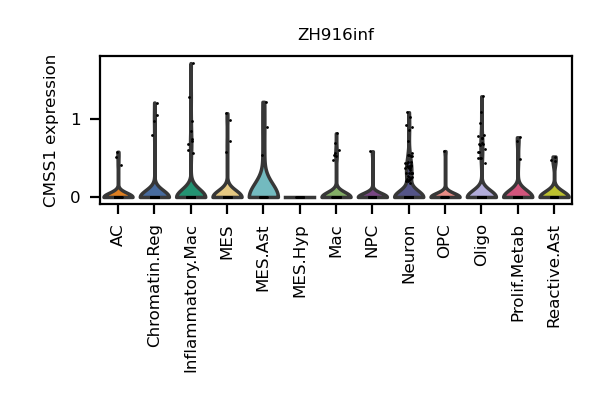 ZH916inf
CMSS1 expression
1
0
AC
Chromatin.Reg
Inflammatory.Mac
MES
MES.Ast
MES.Hyp
Mac
NPC
Neuron
OPC
Oligo
Prolif.Metab
Reactive.Ast